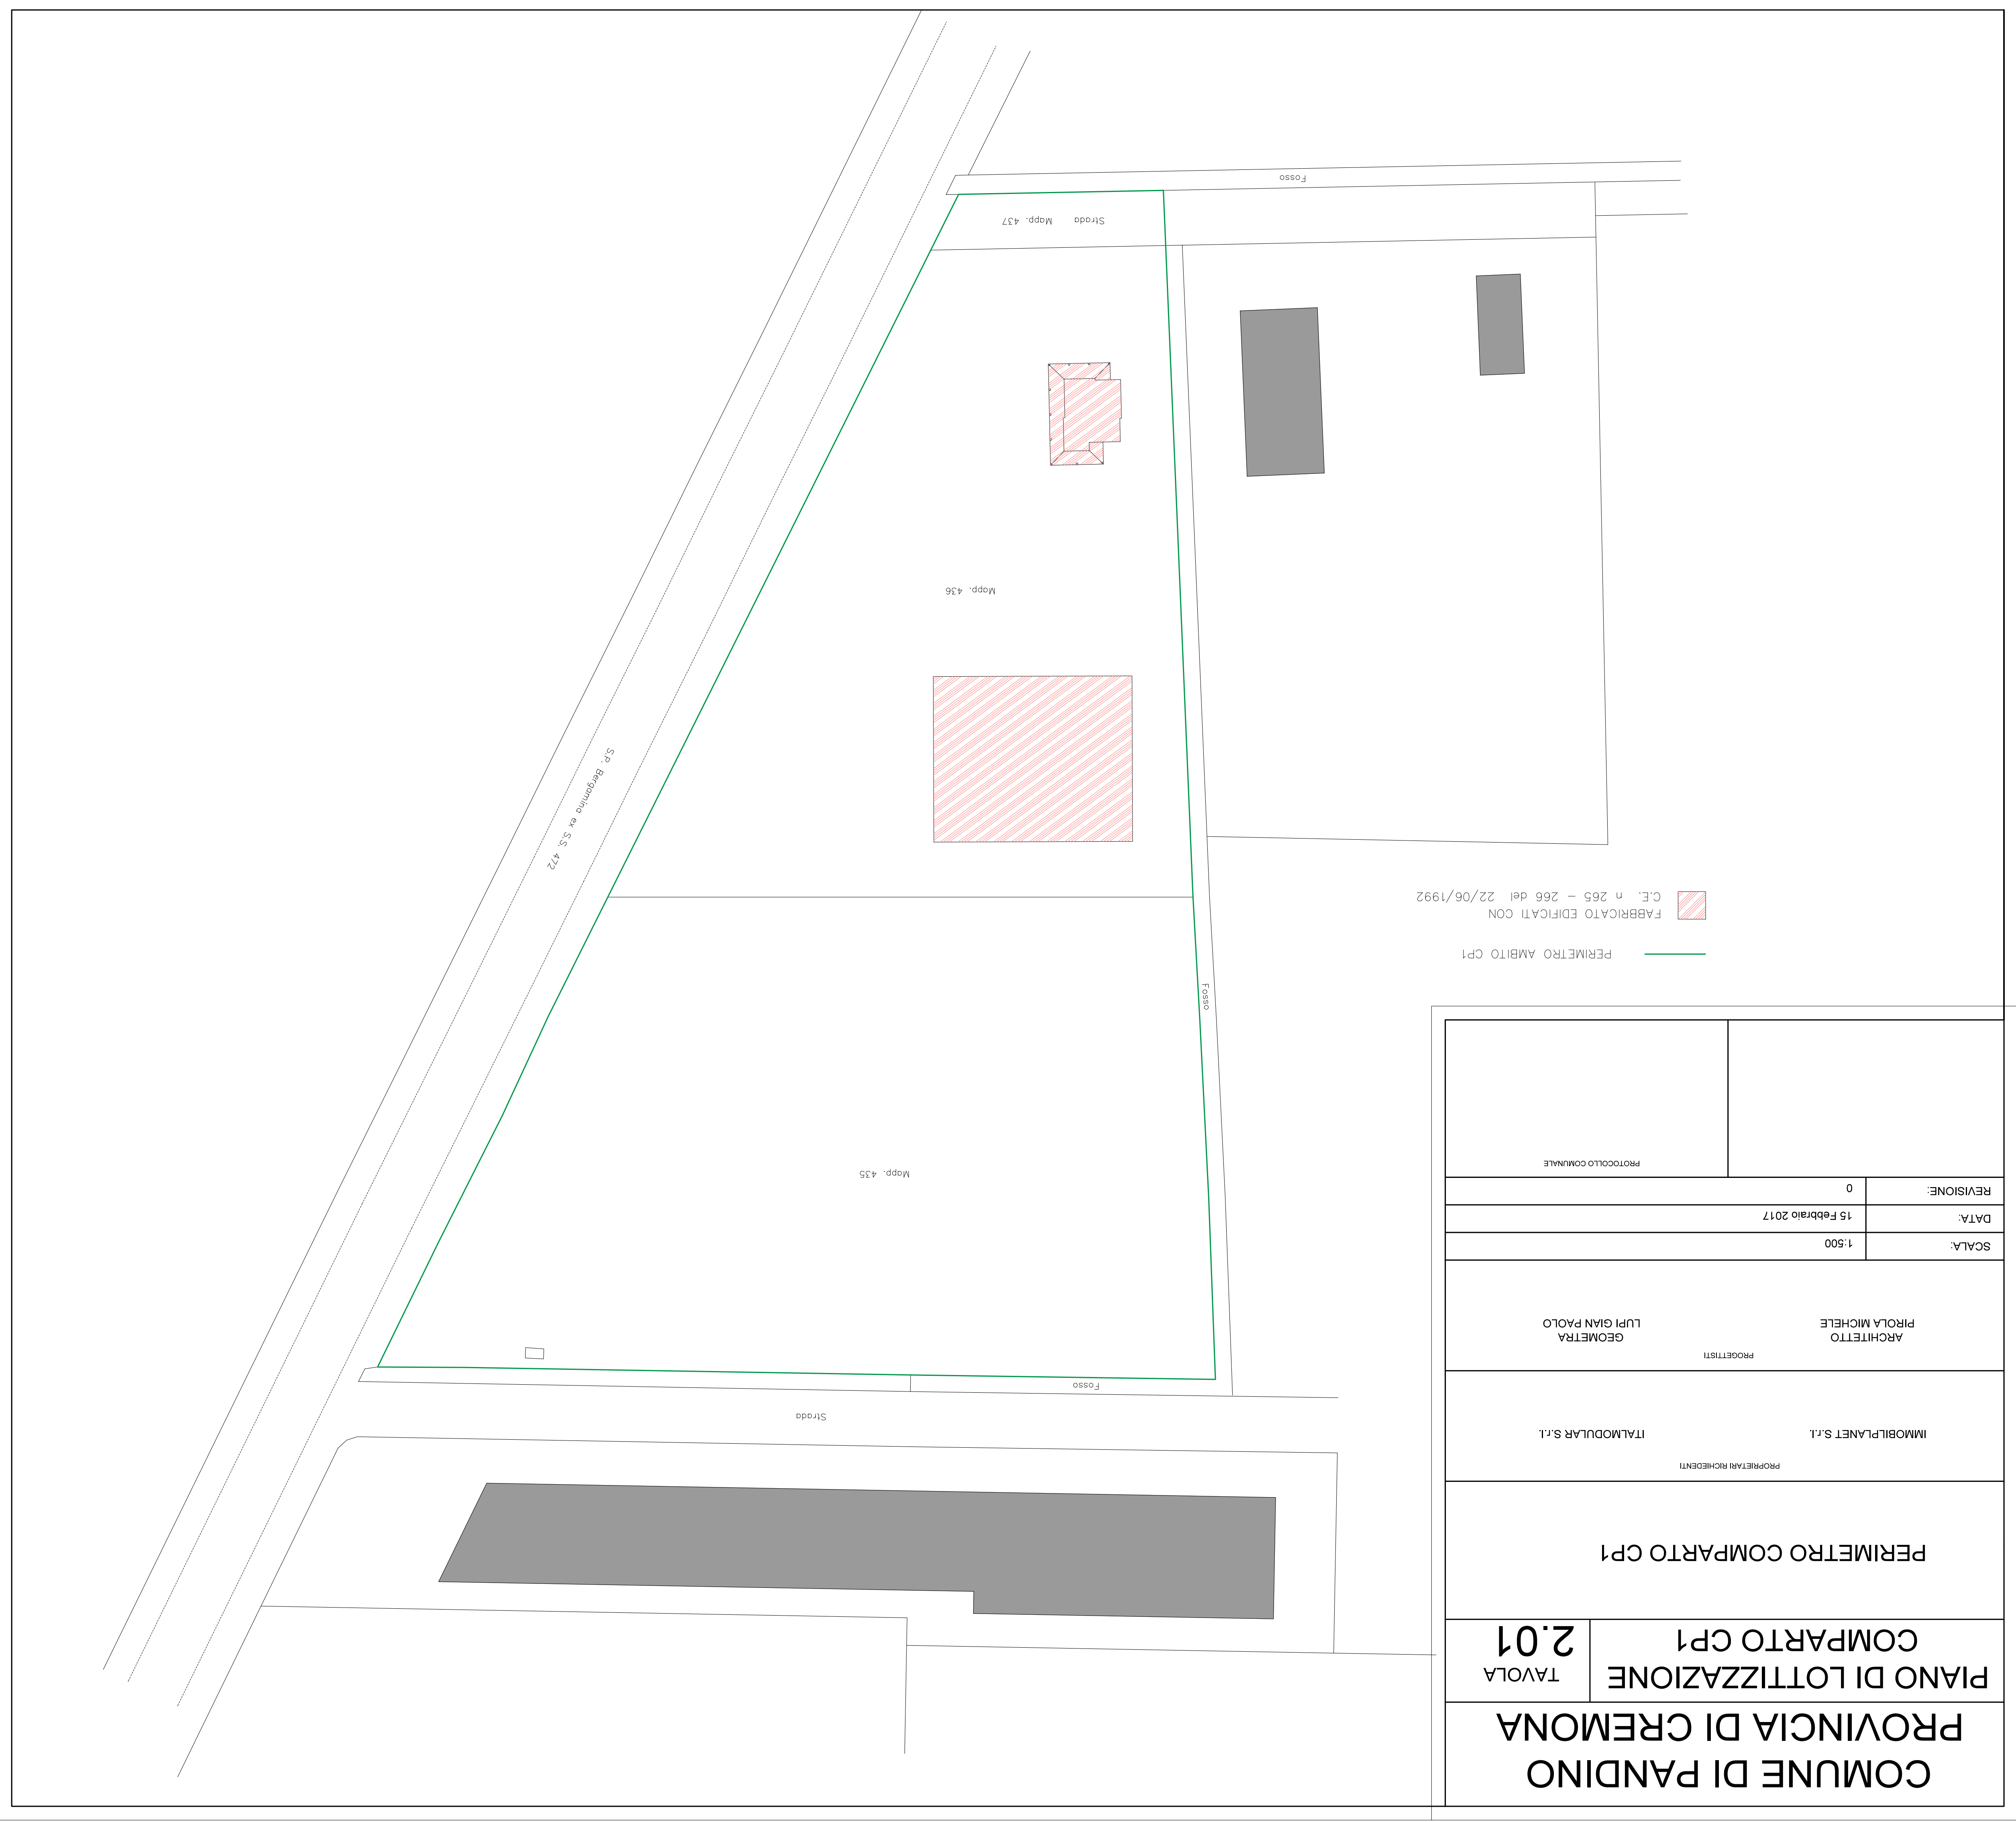 COMUNE DI PANDINO
PROVINCIA DI CREMONA
PIANO DI LOTTIZZAZIONE
COMPARTO CP1
TAVOLA
2.01
PERIMETRO COMPARTO CP1
PROPRIETARI RICHIEDENTI
IMMOBILPLANET S.r.l.
ITALMODULAR S.r.l.
PROGETTISTI
ARCHITETTO
PIROLA MICHELE
GEOMETRA
LUPI GIAN PAOLO
SCALA:
1:500
DATA:
15 Febbraio 2017
REVISIONE:
0
PROTOCOLLO COMUNALE
PERIMETRO AMBITO CP1
FABBRICATO EDIFICATI CON
C.E. n 265 - 266 del 22/06/1992
Strada
Fosso
Mapp. 435
Fosso
S.P. Bergamina ex S.S. 472
Mapp. 436
Strada Mapp. 437
Fosso